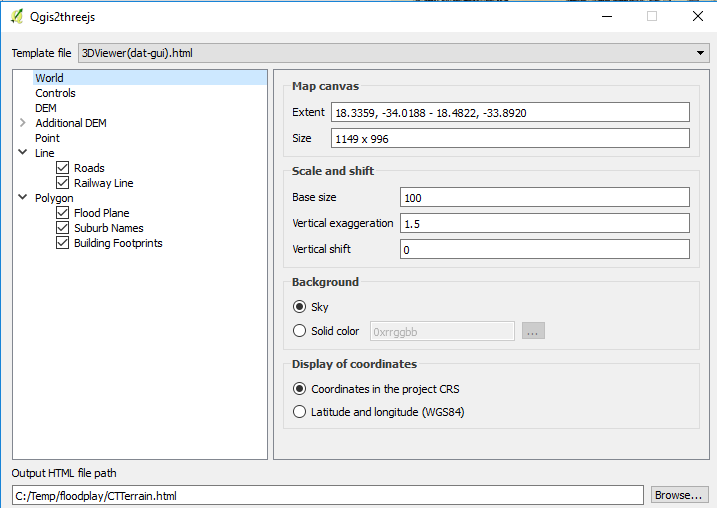 Qgis2threejs
Template file 3DViewer(dat-gui).html
World
Controls
DEM
Additional DEM
Point
Line
Roads
Railway Line
Polygon
Flood Plane
Suburb Names
Building Footprints
Map canvas
Extent 18.3359, -34.0188 - 18.4822, -33.8920
Size 1149 x 996
Scale and shift
Base size 100
Vertical exaggeration 1.5
Vertical shift 0
Background
Sky
Solid color 0xrrggbb ...
Display of coordinates
Coordinates in the project CRS
Latitude and longitude (WGS84)
Output HTML file path
C:/Temp/floodplay/CTTerrain.html Browse...